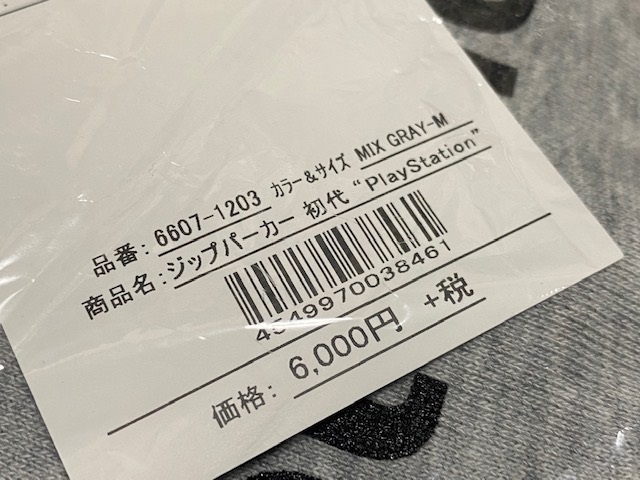 品番: 6607-1203 カラー&サイズ MIX GRAY-M
商品名: ジップパーカー 初代 “PlayStation”
4549970038461
価格: 6,000円 +税